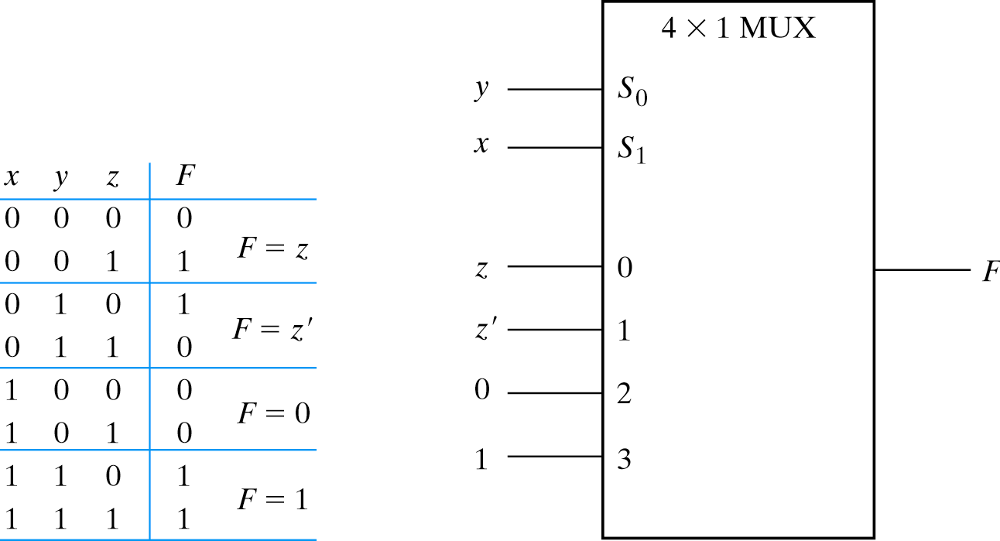 x y z F
0 0 0 0
0 0 1 1
F = z
0 1 0 1
0 1 1 0
F = z′
1 0 0 0
1 0 1 0
F = 0
1 1 0 1
1 1 1 1
F = 1
4 × 1 MUX
y S₀
x S₁
z 0
z′ 1
0 2
1 3
F